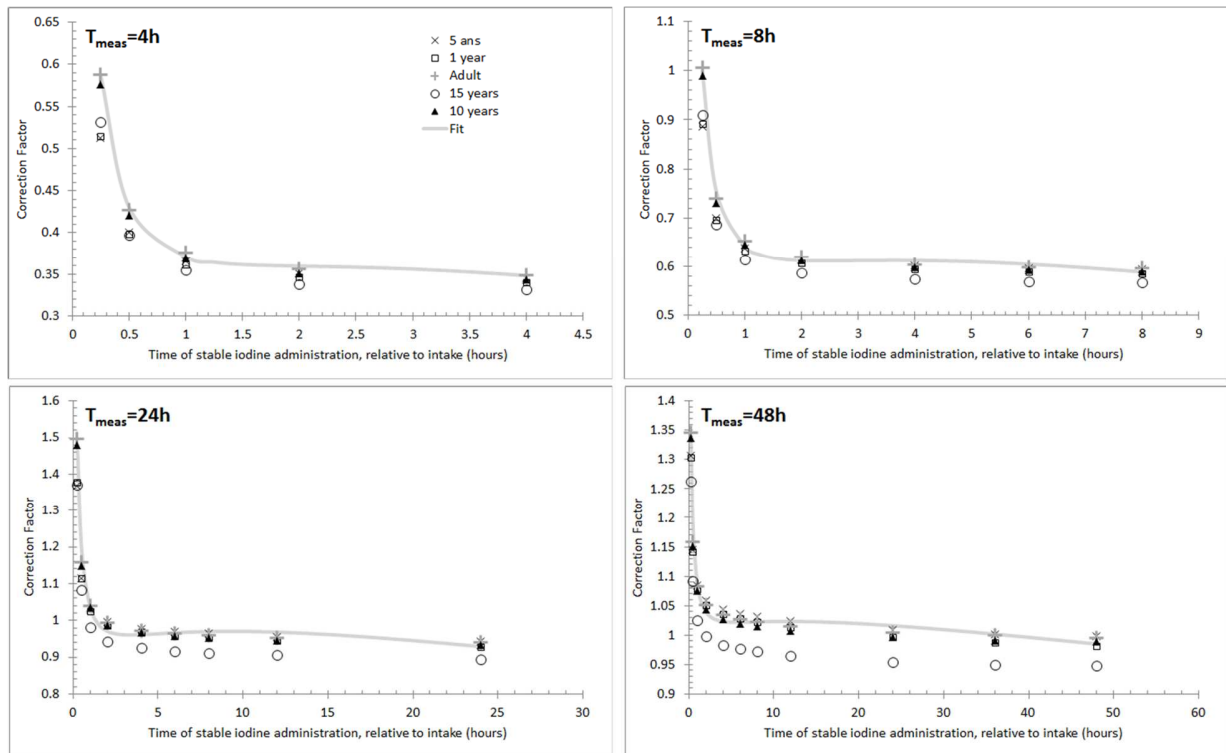 T_meas=4h
0.65
0.6
0.55
0.5
0.45
0.4
0.35
0.3
Correction Factor
0 0.5 1 1.5 2 2.5 3 3.5 4 4.5
Time of stable iodine administration, relative to intake (hours)
5 ans
1 year
Adult
15 years
10 years
Fit
T_meas=8h
1.1
1
0.9
0.8
0.7
0.6
0.5
Correction Factor
0 1 2 3 4 5 6 7 8 9
Time of stable iodine administration, relative to intake (hours)
T_meas=24h
1.6
1.5
1.4
1.3
1.2
1.1
1
0.9
0.8
Correction Factor
0 5 10 15 20 25 30
Time of stable iodine administration, relative to intake (hours)
T_meas=48h
1.4
1.35
1.3
1.25
1.2
1.15
1.1
1.05
1
0.95
0.9
Correction Factor
0 10 20 30 40 50 60
Time of stable iodine administration, relative to intake (hours)